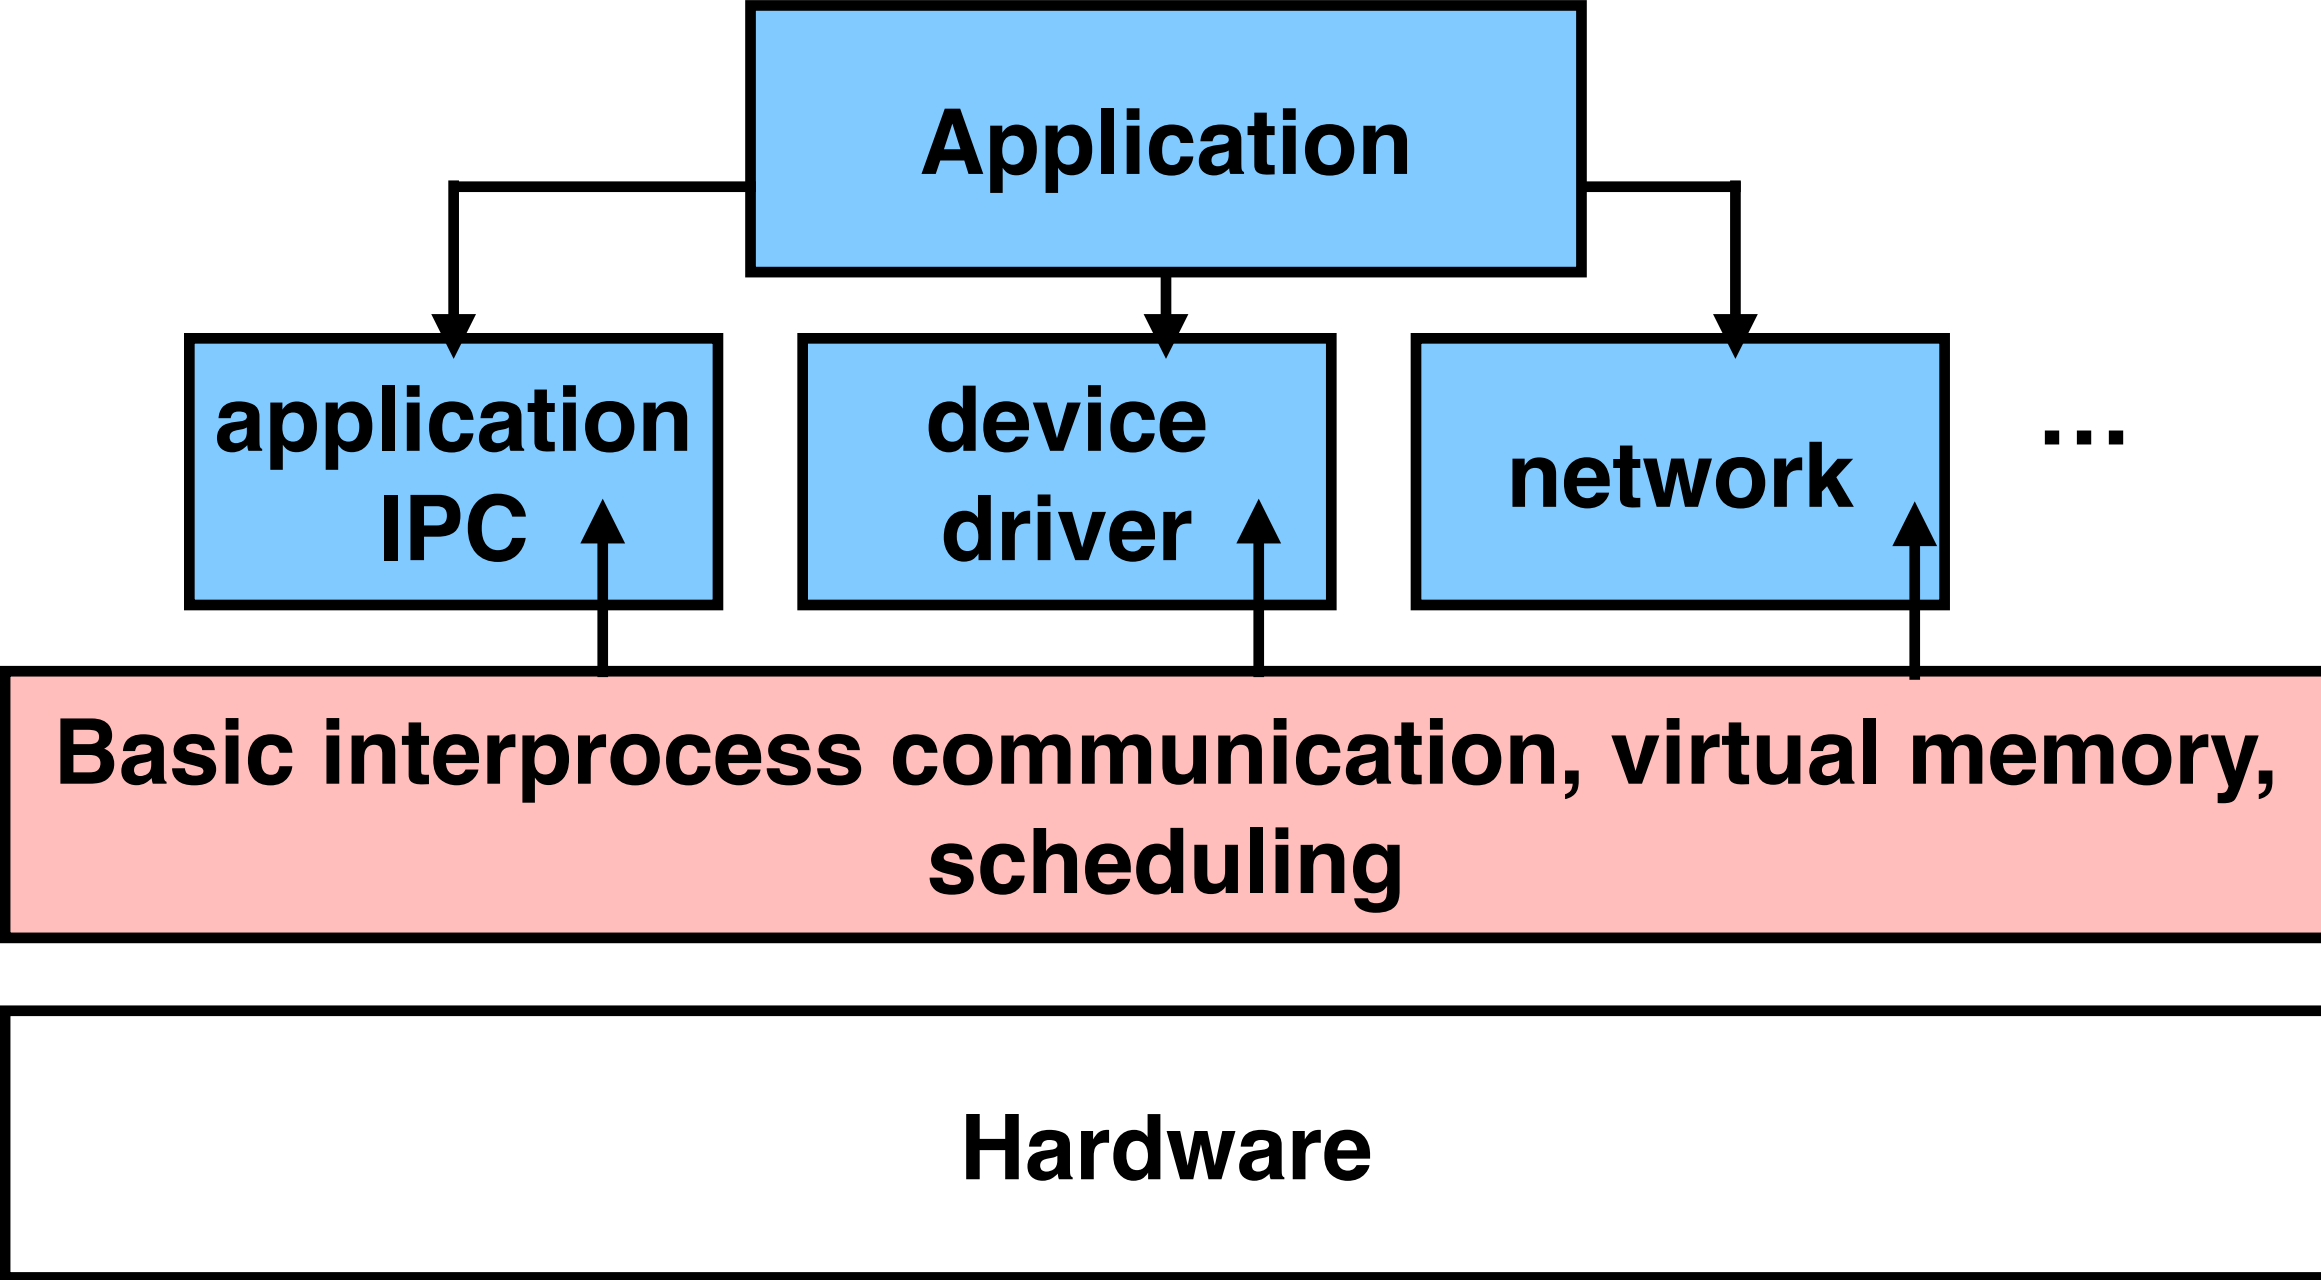 Application
application
IPC
device
driver
network
...
Basic interprocess communication, virtual memory,
scheduling
Hardware